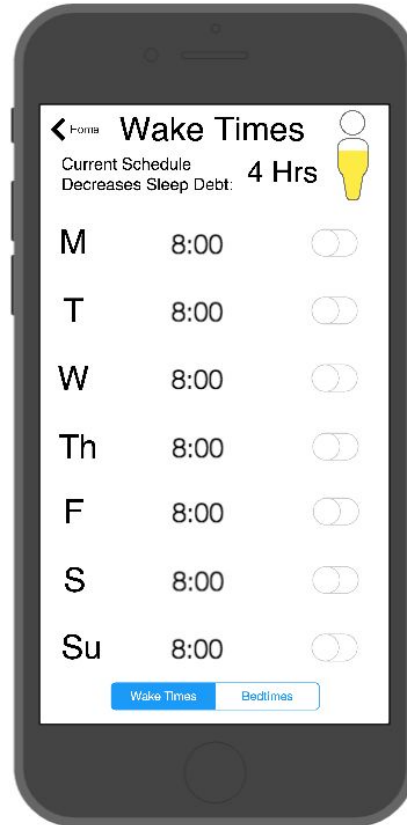 Home Wake Times
Current Schedule
Decreases Sleep Debt: 4 Hrs
M 8:00
T 8:00
W 8:00
Th 8:00
F 8:00
S 8:00
Su 8:00
Wake Times Bedtimes